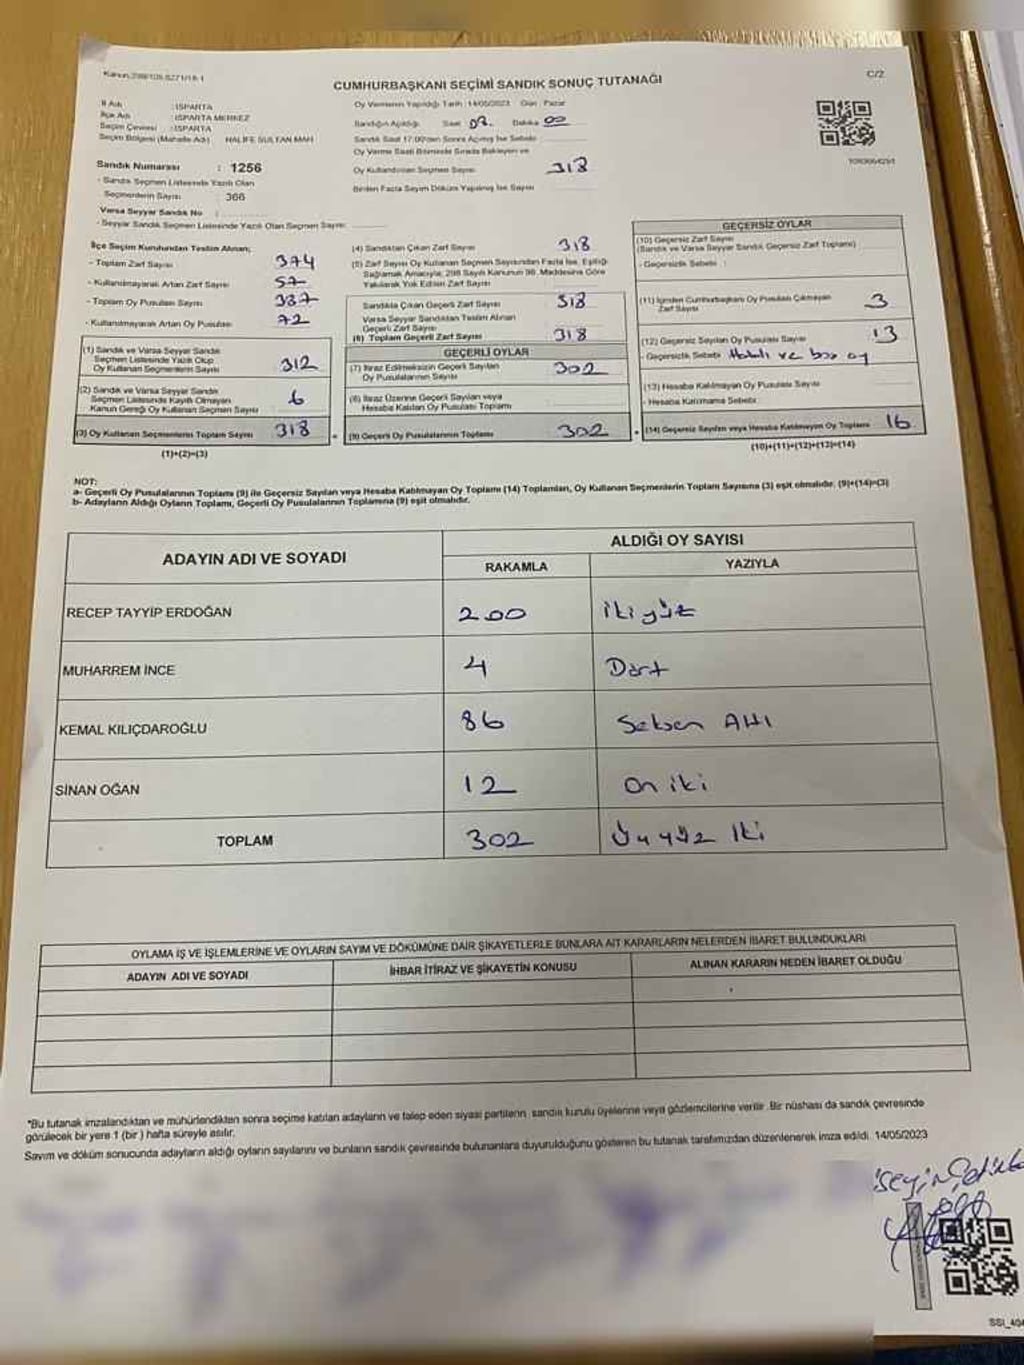 Kanun:298/109,6271/18-1
C/2
CUMHURBAŞKANI SEÇİMİ SANDIK SONUÇ TUTANAĞI
İl Adı : ISPARTA
İlçe Adı : ISPARTA MERKEZ
Seçim Çevresi : ISPARTA
Seçim Bölgesi (Mahalle Adı) HALİFE SULTAN MAH
Sandık Numarası : 1256
- Sandık Seçmen Listesinde Yazılı Olan
Seçmenlerin Sayısı : 366
Varsa Seyyar Sandık No :
- Seyyar Sandık Seçmen Listesinde Yazılı Olan Seçmen Sayısı:
Oy Vermenin Yapıldığı Tarih :14/05/2023 Gün : Pazar
Sandığın Açıldığı Saat 08 Dakika 00
Sandık Saat 17.00'den Sonra Açılmış İse Sebebi
Oy Verme Saati Bitiminde Sırada Bekleyen ve
Oy Kullandırılan Seçmen Sayısı 318
Birden Fazla Sayım Döküm Yapılmış İse Sayısı
İlçe Seçim Kurulundan Teslim Alınan;
- Toplam Zarf Sayısı 374
- Kullanılmayarak Artan Zarf Sayısı 57
- Toplam Oy Pusulası Sayısı 387
- Kullanılmayarak Artan Oy Pusulası 72
(1) Sandık ve Varsa Seyyar Sandık
Seçmen Listesinde Yazılı Olup
Oy Kullanan Seçmenlerin Sayısı 312
(2) Sandık ve Varsa Seyyar Sandık
Seçmen Listesinde Kayıtlı Olmayan
Kanun Gereği Oy Kullanan Seçmen Sayısı 6
(3) Oy Kullanan Seçmenlerin Toplam Sayısı 318
(1)+(2)=(3)
(4) Sandıktan Çıkan Zarf Sayısı 318
(5) Zarf Sayısı Oy Kullanan Seçmen Sayısından Fazla İse, Eşitliği
Sağlamak Amacıyla, 298 Sayılı Kanunun 98. Maddesine Göre
Yakılarak Yok Edilen Zarf Sayısı
Sandıkta Çıkan Geçerli Zarf Sayısı 318
Varsa Seyyar Sandıktan Teslim Alınan
Geçerli Zarf Sayısı
(6) Toplam Geçerli Zarf Sayısı 318
GEÇERLİ OYLAR
(7) İtiraz Edilmeksizin Geçerli Sayılan
Oy Pusulalarının Sayısı 302
(8) İtiraz Üzerine Geçerli Sayılan veya
Hesaba Katılan Oy Pusulası Toplamı
(9) Geçerli Oy Pusulalarının Toplamı 302
GEÇERSİZ OYLAR
(10) Geçersiz Zarf Sayısı
(Sandık ve Varsa Seyyar Sandık Geçersiz Zarf Toplamı)
- Geçersizlik Sebebi :
(11) İçinden Cumhurbaşkanı Oy Pusulası Çıkmayan
Zarf Sayısı 3
(12) Geçersiz Sayılan Oy Pusulası Sayısı 13
- Geçersizlik Sebebi Hatalı ve boş oy
(13) Hesaba Katılmayan Oy Pusulası Sayısı
- Hesaba Katılmama Sebebi
(14) Geçersiz Sayılan veya Hesaba Katılmayan Oy Toplamı 16
(10)+(11)+(12)+(13)=(14)
NOT:
a- Geçerli Oy Pusulalarının Toplamı (9) ile Geçersiz Sayılan veya Hesaba Katılmayan Oy Toplamı (14) Toplamları, Oy Kullanan Seçmenlerin Toplam Sayısına (3) eşit olmalıdır. (9)+(14)=(3)
b- Adayların Aldığı Oyların Toplamı, Geçerli Oy Pusulalarının Toplamına (9) eşit olmalıdır.
ADAYIN ADI VE SOYADI
ALDIĞI OY SAYISI
RAKAMLA YAZIYLA
RECEP TAYYİP ERDOĞAN 200 ikiyüz
MUHARREM İNCE 4 Dört
KEMAL KILIÇDAROĞLU 86 Seksen Altı
SİNAN OĞAN 12 on iki
TOPLAM 302 Üçyüz iki
OYLAMA İŞ VE İŞLEMLERİNE VE OYLARIN SAYIM VE DÖKÜMÜNE DAİR ŞİKAYETLERLE BUNLARA AİT KARARLARIN NELERDEN İBARET BULUNDUKLARI
ADAYIN ADI VE SOYADI İHBAR İTİRAZ VE ŞİKAYETİN KONUSU ALINAN KARARIN NEDEN İBARET OLDUĞU
*Bu tutanak imzalandıktan ve mühürlendikten sonra seçime katılan adayların ve talep eden siyasi partilerin sandık kurulu üyelerine veya gözlemcilerine verilir. Bir nüshası da sandık çevresinde
görülecek bir yere 1 (bir) hafta süreyle asılır.
Sayım ve döküm sonucunda adayların aldığı oyların sayılarını ve bunların sandık çevresinde bulunanlara duyurulduğunu gösteren bu tutanak tarafımızdan düzenlenerek imza edildi. 14/05/2023